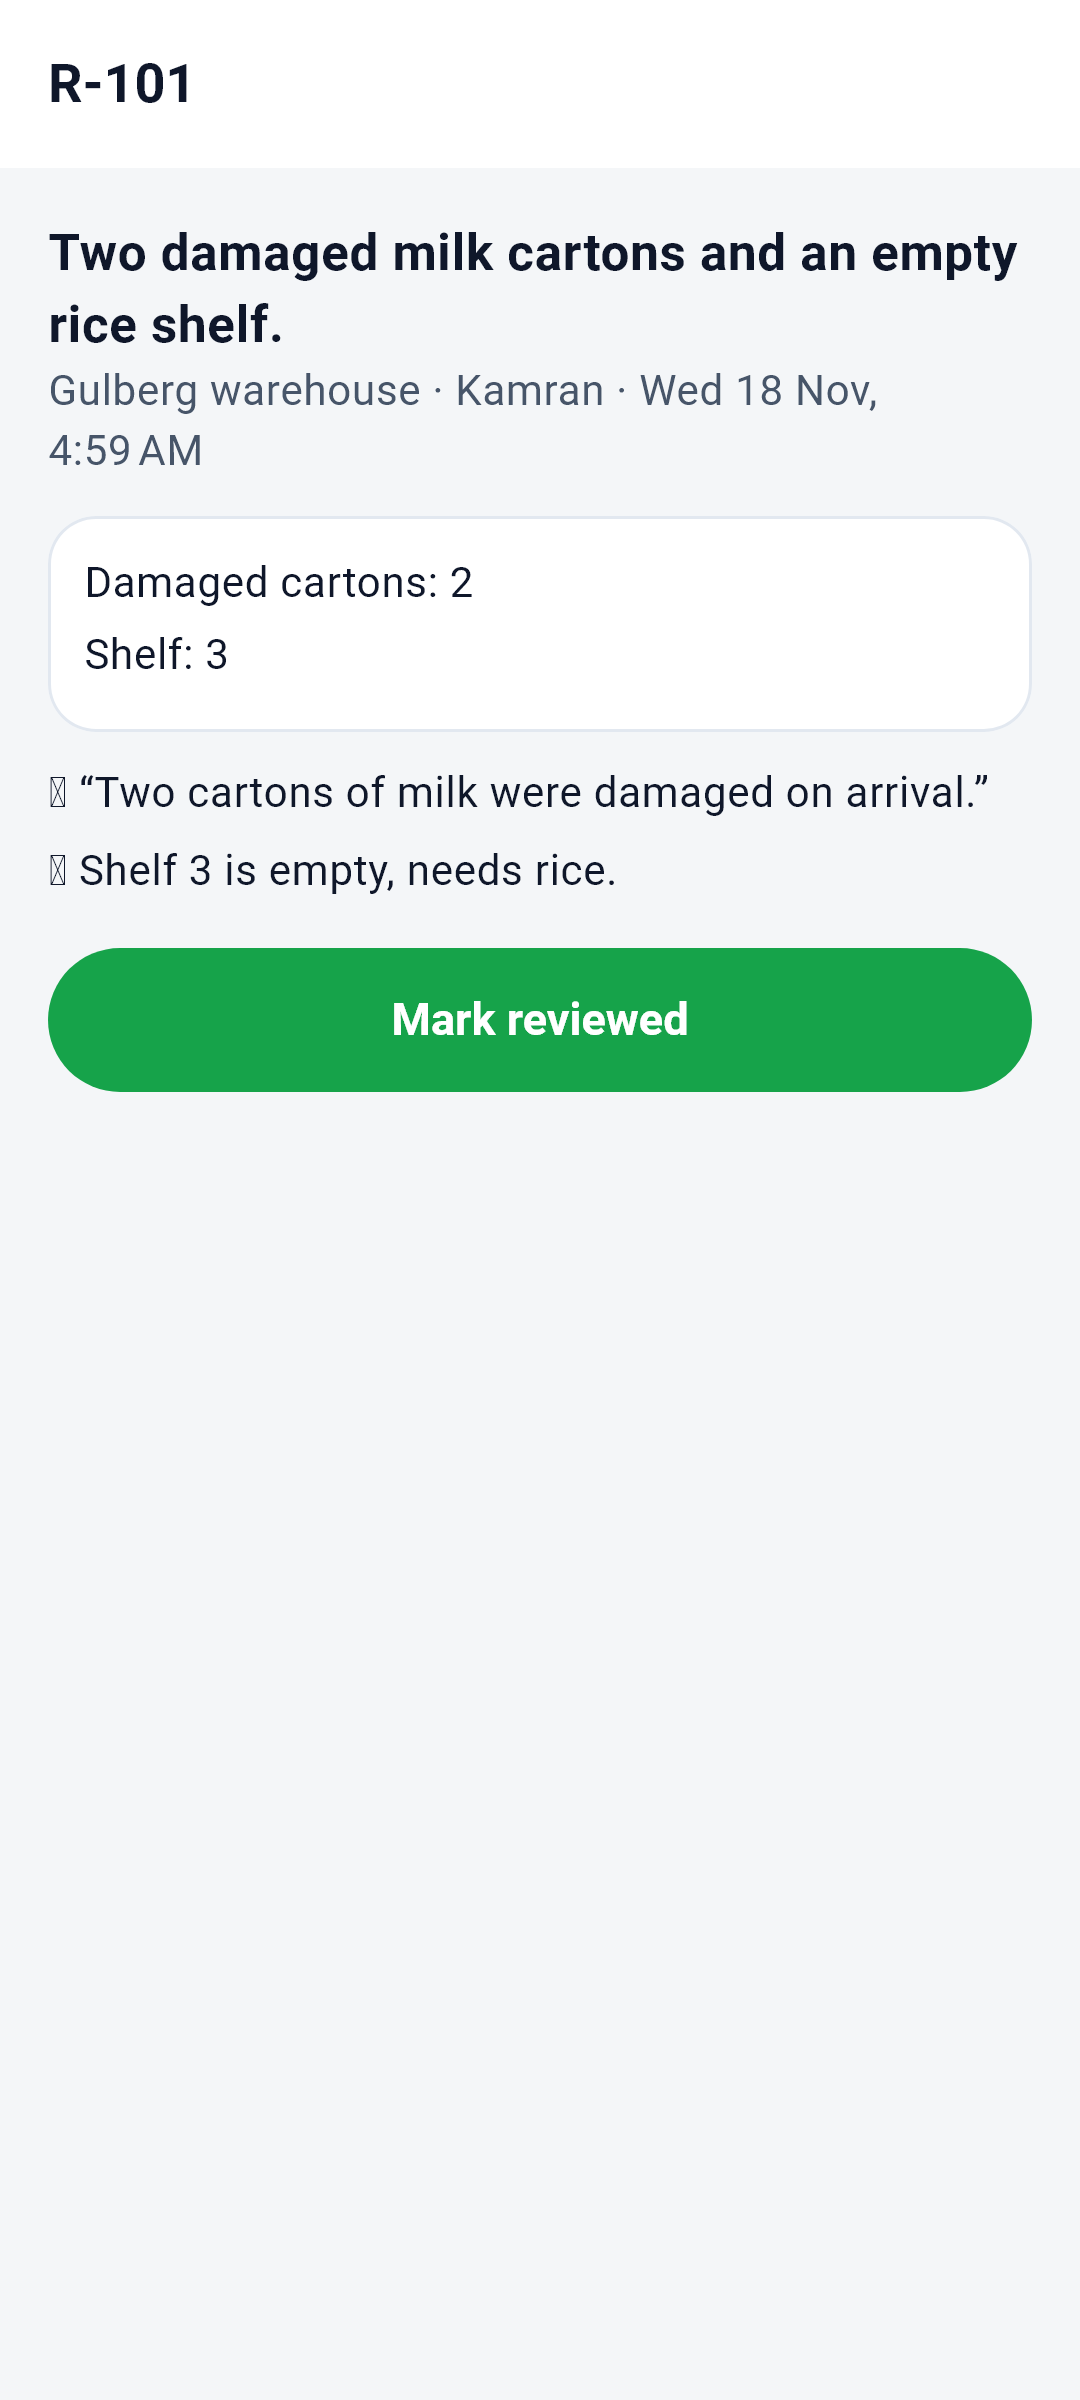 R-101
Two damaged milk cartons and an empty
rice shelf.
Gulberg warehouse · Kamran · Wed 18 Nov,
4:59 AM
Damaged cartons: 2
Shelf: 3
“Two cartons of milk were damaged on arrival.”
Shelf 3 is empty, needs rice.
Mark reviewed